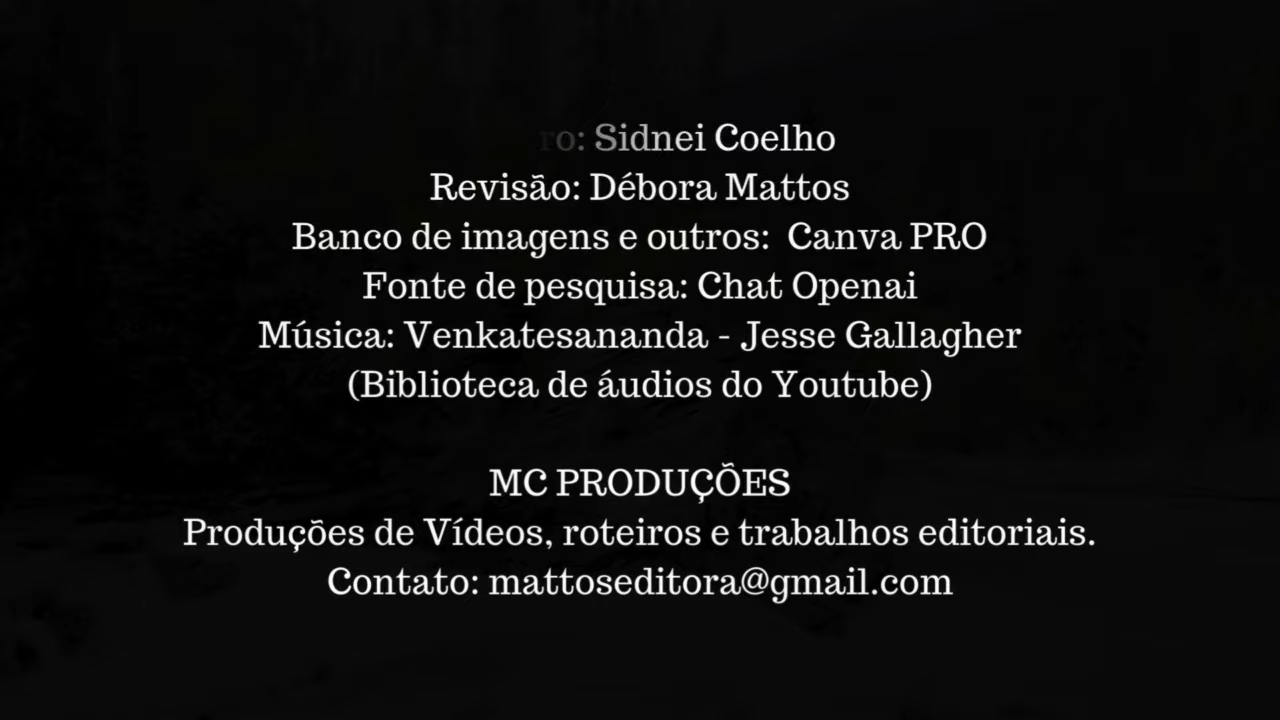 Sidnei Coelho
Revisão: Débora Mattos
Banco de imagens e outros: Canva PRO
Fonte de pesquisa: Chat Openai
Música: Venkatesananda - Jesse Gallagher
(Biblioteca de áudios do Youtube)
MC PRODUÇÕES
Produções de Vídeos, roteiros e trabalhos editoriais.
Contato: mattoseditora@gmail.com